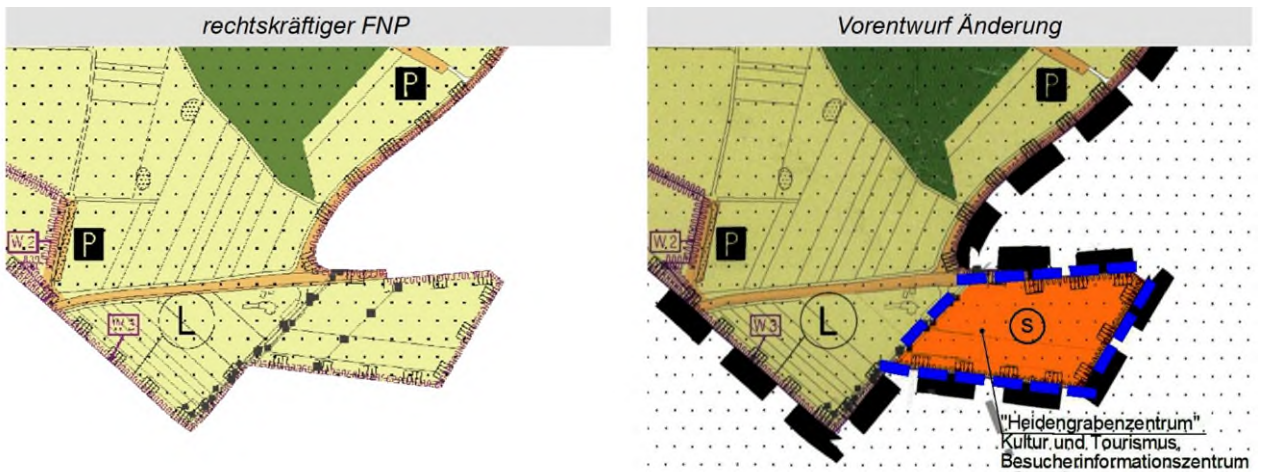 rechtskräftiger FNP
P
W.2
P
W.3
L
Vorentwurf Änderung
P
W.2
P
W.3
L
S
"Heidengrabenzentrum"
Kultur und Tourismus,
Besucherinformationszentrum